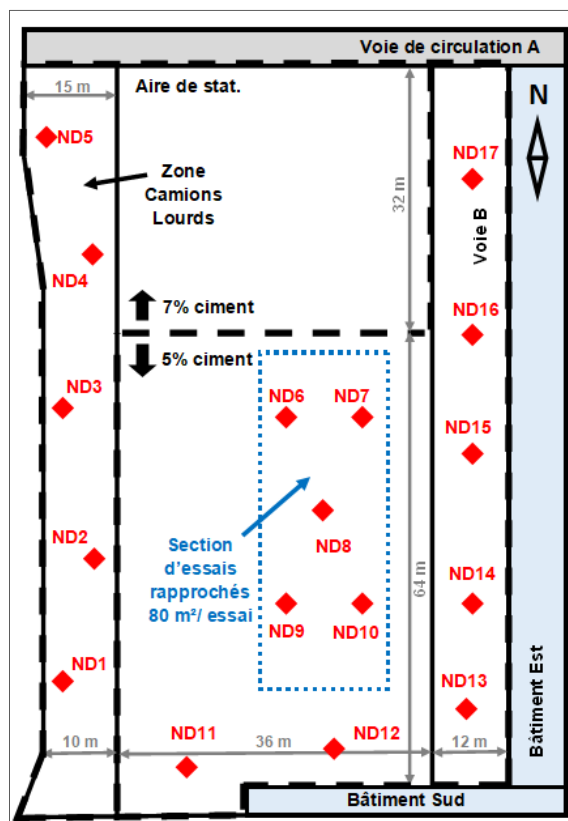 Voie de circulation A
15 m
Aire de stat.
N
ND5
Zone
Camions
Lourds
ND17
32 m
Voie B
ND4
7% ciment
5% ciment
ND16
ND3
ND6
ND7
ND15
Section
d'essais
rapprochés
80 m²/ essai
ND8
ND2
64 m
ND9
ND10
ND14
ND1
ND13
Bâtiment Est
10 m
ND11
36 m
ND12
12 m
Bâtiment Sud